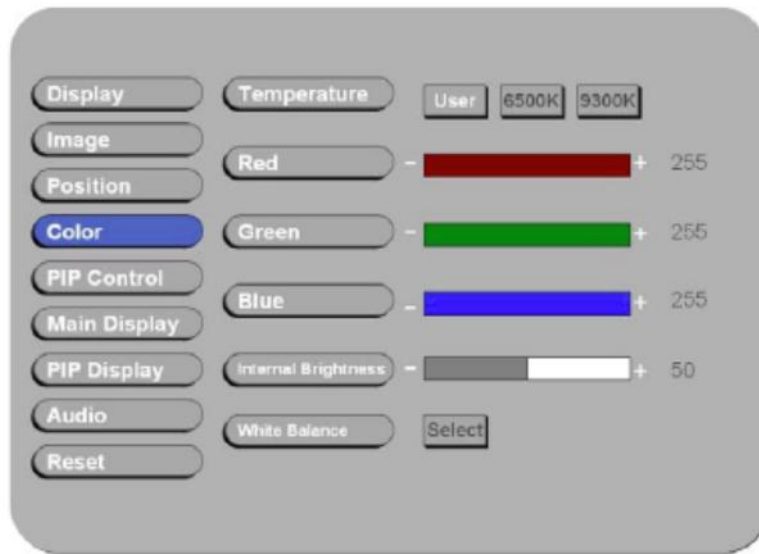 Display Temperature User 6500K 9300K
Image
Red - + 255
Position
Color Green - + 255
PIP Control
Blue - + 255
Main Display
PIP Display Internal Brightness - + 50
Audio White Balance Select
Reset